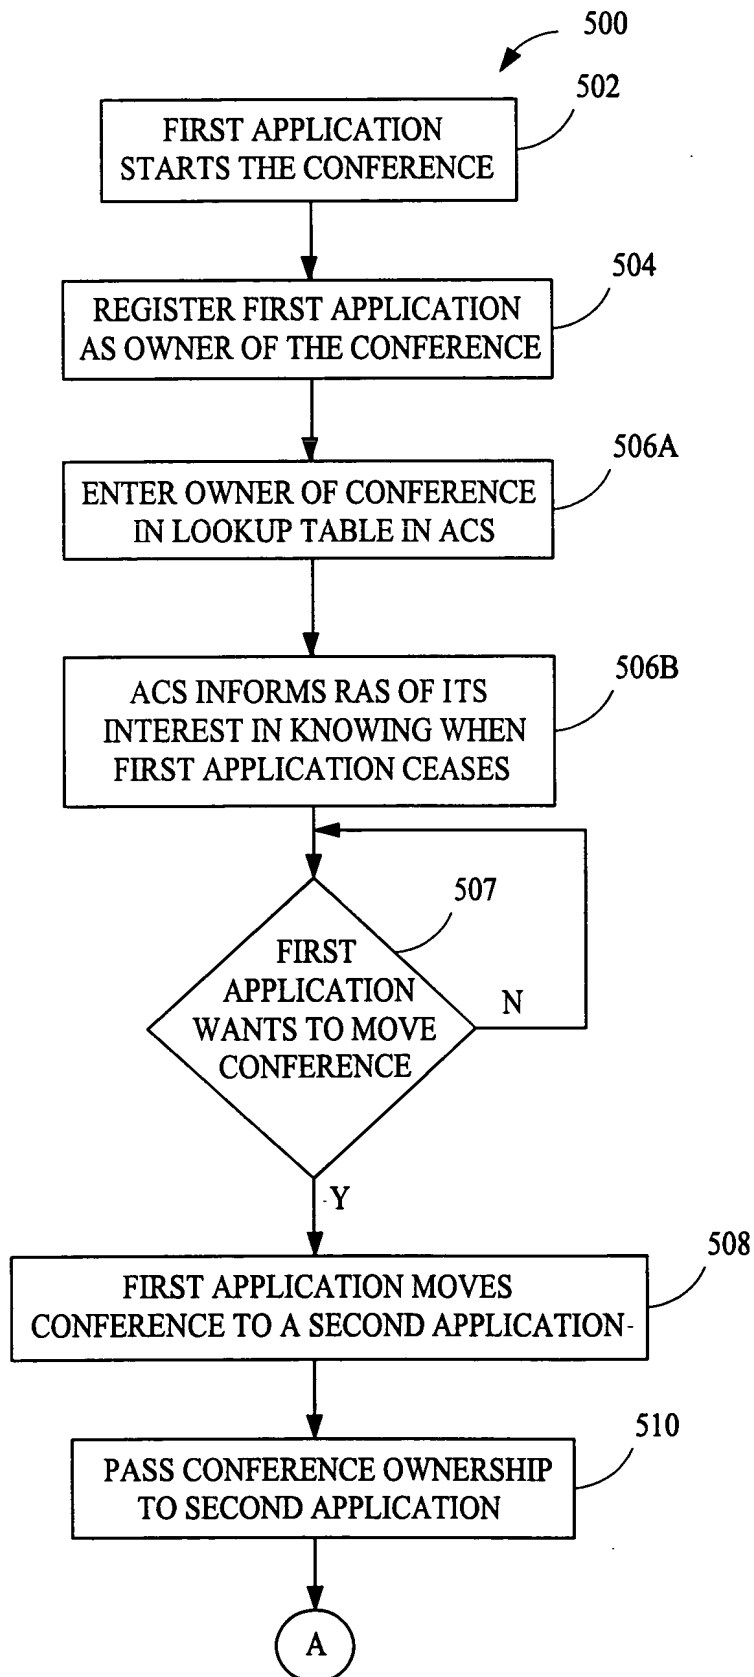 500
502
FIRST APPLICATION
STARTS THE CONFERENCE
504
REGISTER FIRST APPLICATION
AS OWNER OF THE CONFERENCE
506A
ENTER OWNER OF CONFERENCE
IN LOOKUP TABLE IN ACS
506B
ACS INFORMS RAS OF ITS
INTEREST IN KNOWING WHEN
FIRST APPLICATION CEASES
507
FIRST
APPLICATION
WANTS TO MOVE
CONFERENCE
N
Y
508
FIRST APPLICATION MOVES
CONFERENCE TO A SECOND APPLICATION
510
PASS CONFERENCE OWNERSHIP
TO SECOND APPLICATION
A